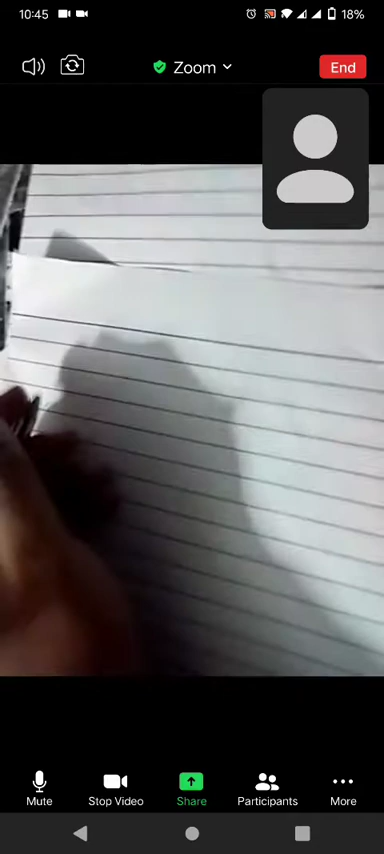 10:45
18%
Zoom
End
Mute
Stop Video
Share
Participants
More